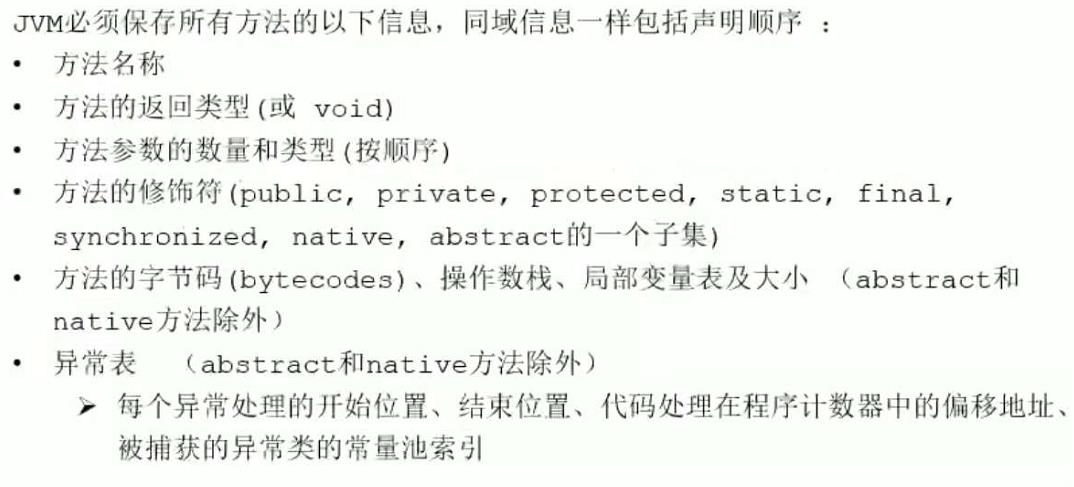 JVM必须保存所有方法的以下信息，同域信息一样包括声明顺序 ：
• 方法名称
• 方法的返回类型(或 void)
• 方法参数的数量和类型(按顺序)
• 方法的修饰符(public, private, protected, static, final,
synchronized, native, abstract的一个子集)
• 方法的字节码(bytecodes)、操作数栈、局部变量表及大小 （abstract和
native方法除外）
• 异常表 （abstract和native方法除外）
➢ 每个异常处理的开始位置、结束位置、代码处理在程序计数器中的偏移地址、
被捕获的异常类的常量池索引